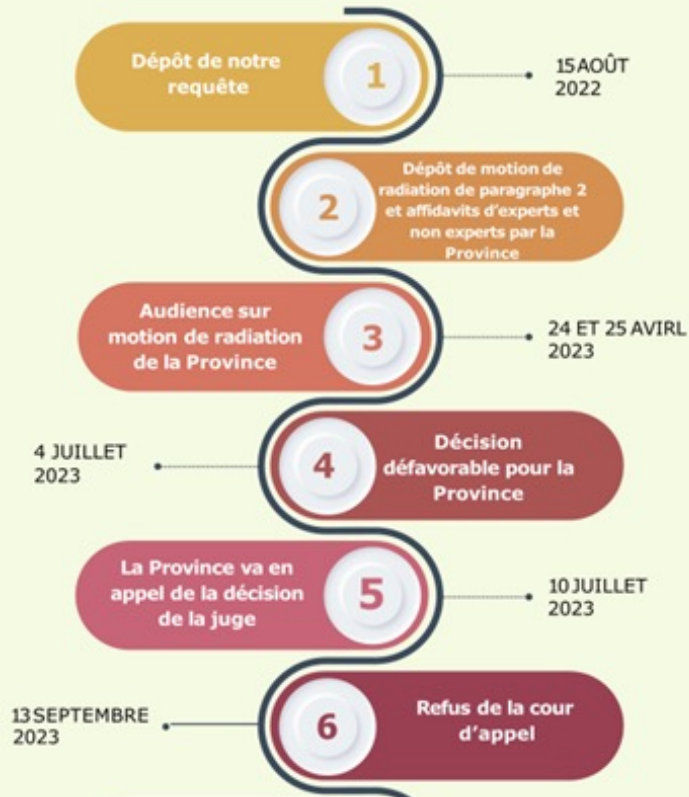 Dépôt de notre
requête
1
15 AOÛT
2022
2
Dépôt de motion de
radiation de paragraphe 2
et affidavits d'experts et
non experts par la
Province
Audience sur
motion de radiation
de la Province
3
24 ET 25 AVIRL
2023
4 JUILLET
2023
4
Décision
défavorable pour la
Province
La Province va en
appel de la décision
de la juge
5
10 JUILLET
2023
13 SEPTEMBRE
2023
6
Refus de la cour
d'appel